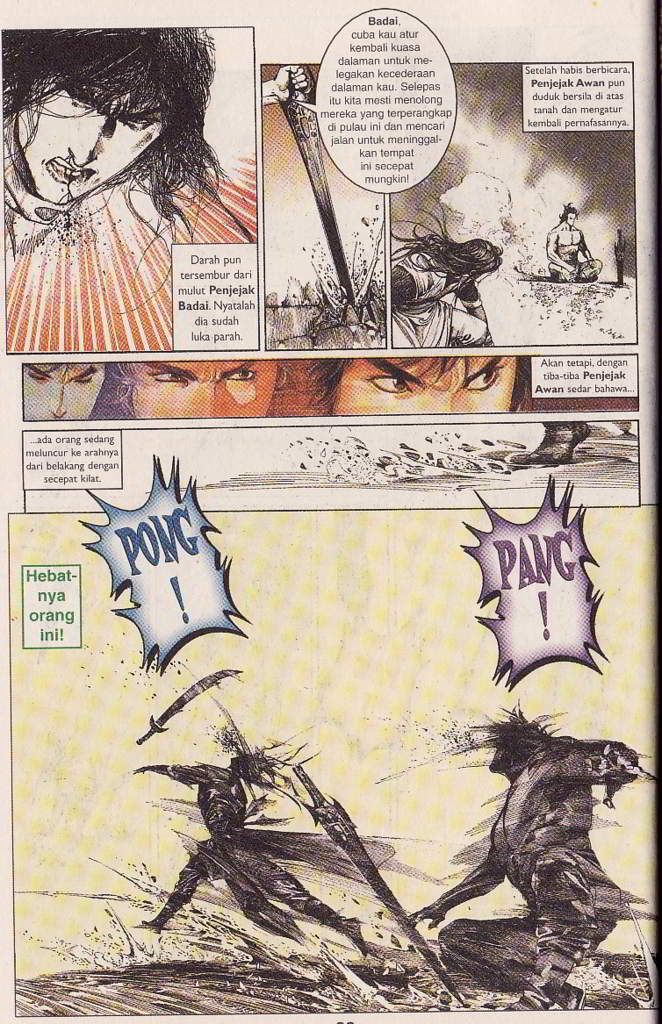 Badai,
cuba kau atur
kembali kuasa
dalaman untuk me-
legakan kecederaan
dalaman kau. Selepas
itu kita mesti menolong
mereka yang terperangkap
di pulau ini dan mencari
jalan untuk meninggal-
kan tempat
ini secepat
mungkin!
Setelah habis berbicara,
Penjejak Awan pun
duduk bersila di atas
tanah dan mengatur
kembali pernafasannya.
Darah pun
tersembur dari
mulut Penjejak
Badai. Nyatalah
dia sudah
luka parah.
Akan tetapi, dengan
tiba-tiba Penjejak
Awan sedar bahawa...
...ada orang sedang
meluncur ke arahnya
dari belakang dengan
secepat kilat.
PONG
!
PANG
!
Hebat-
nya
orang
ini!